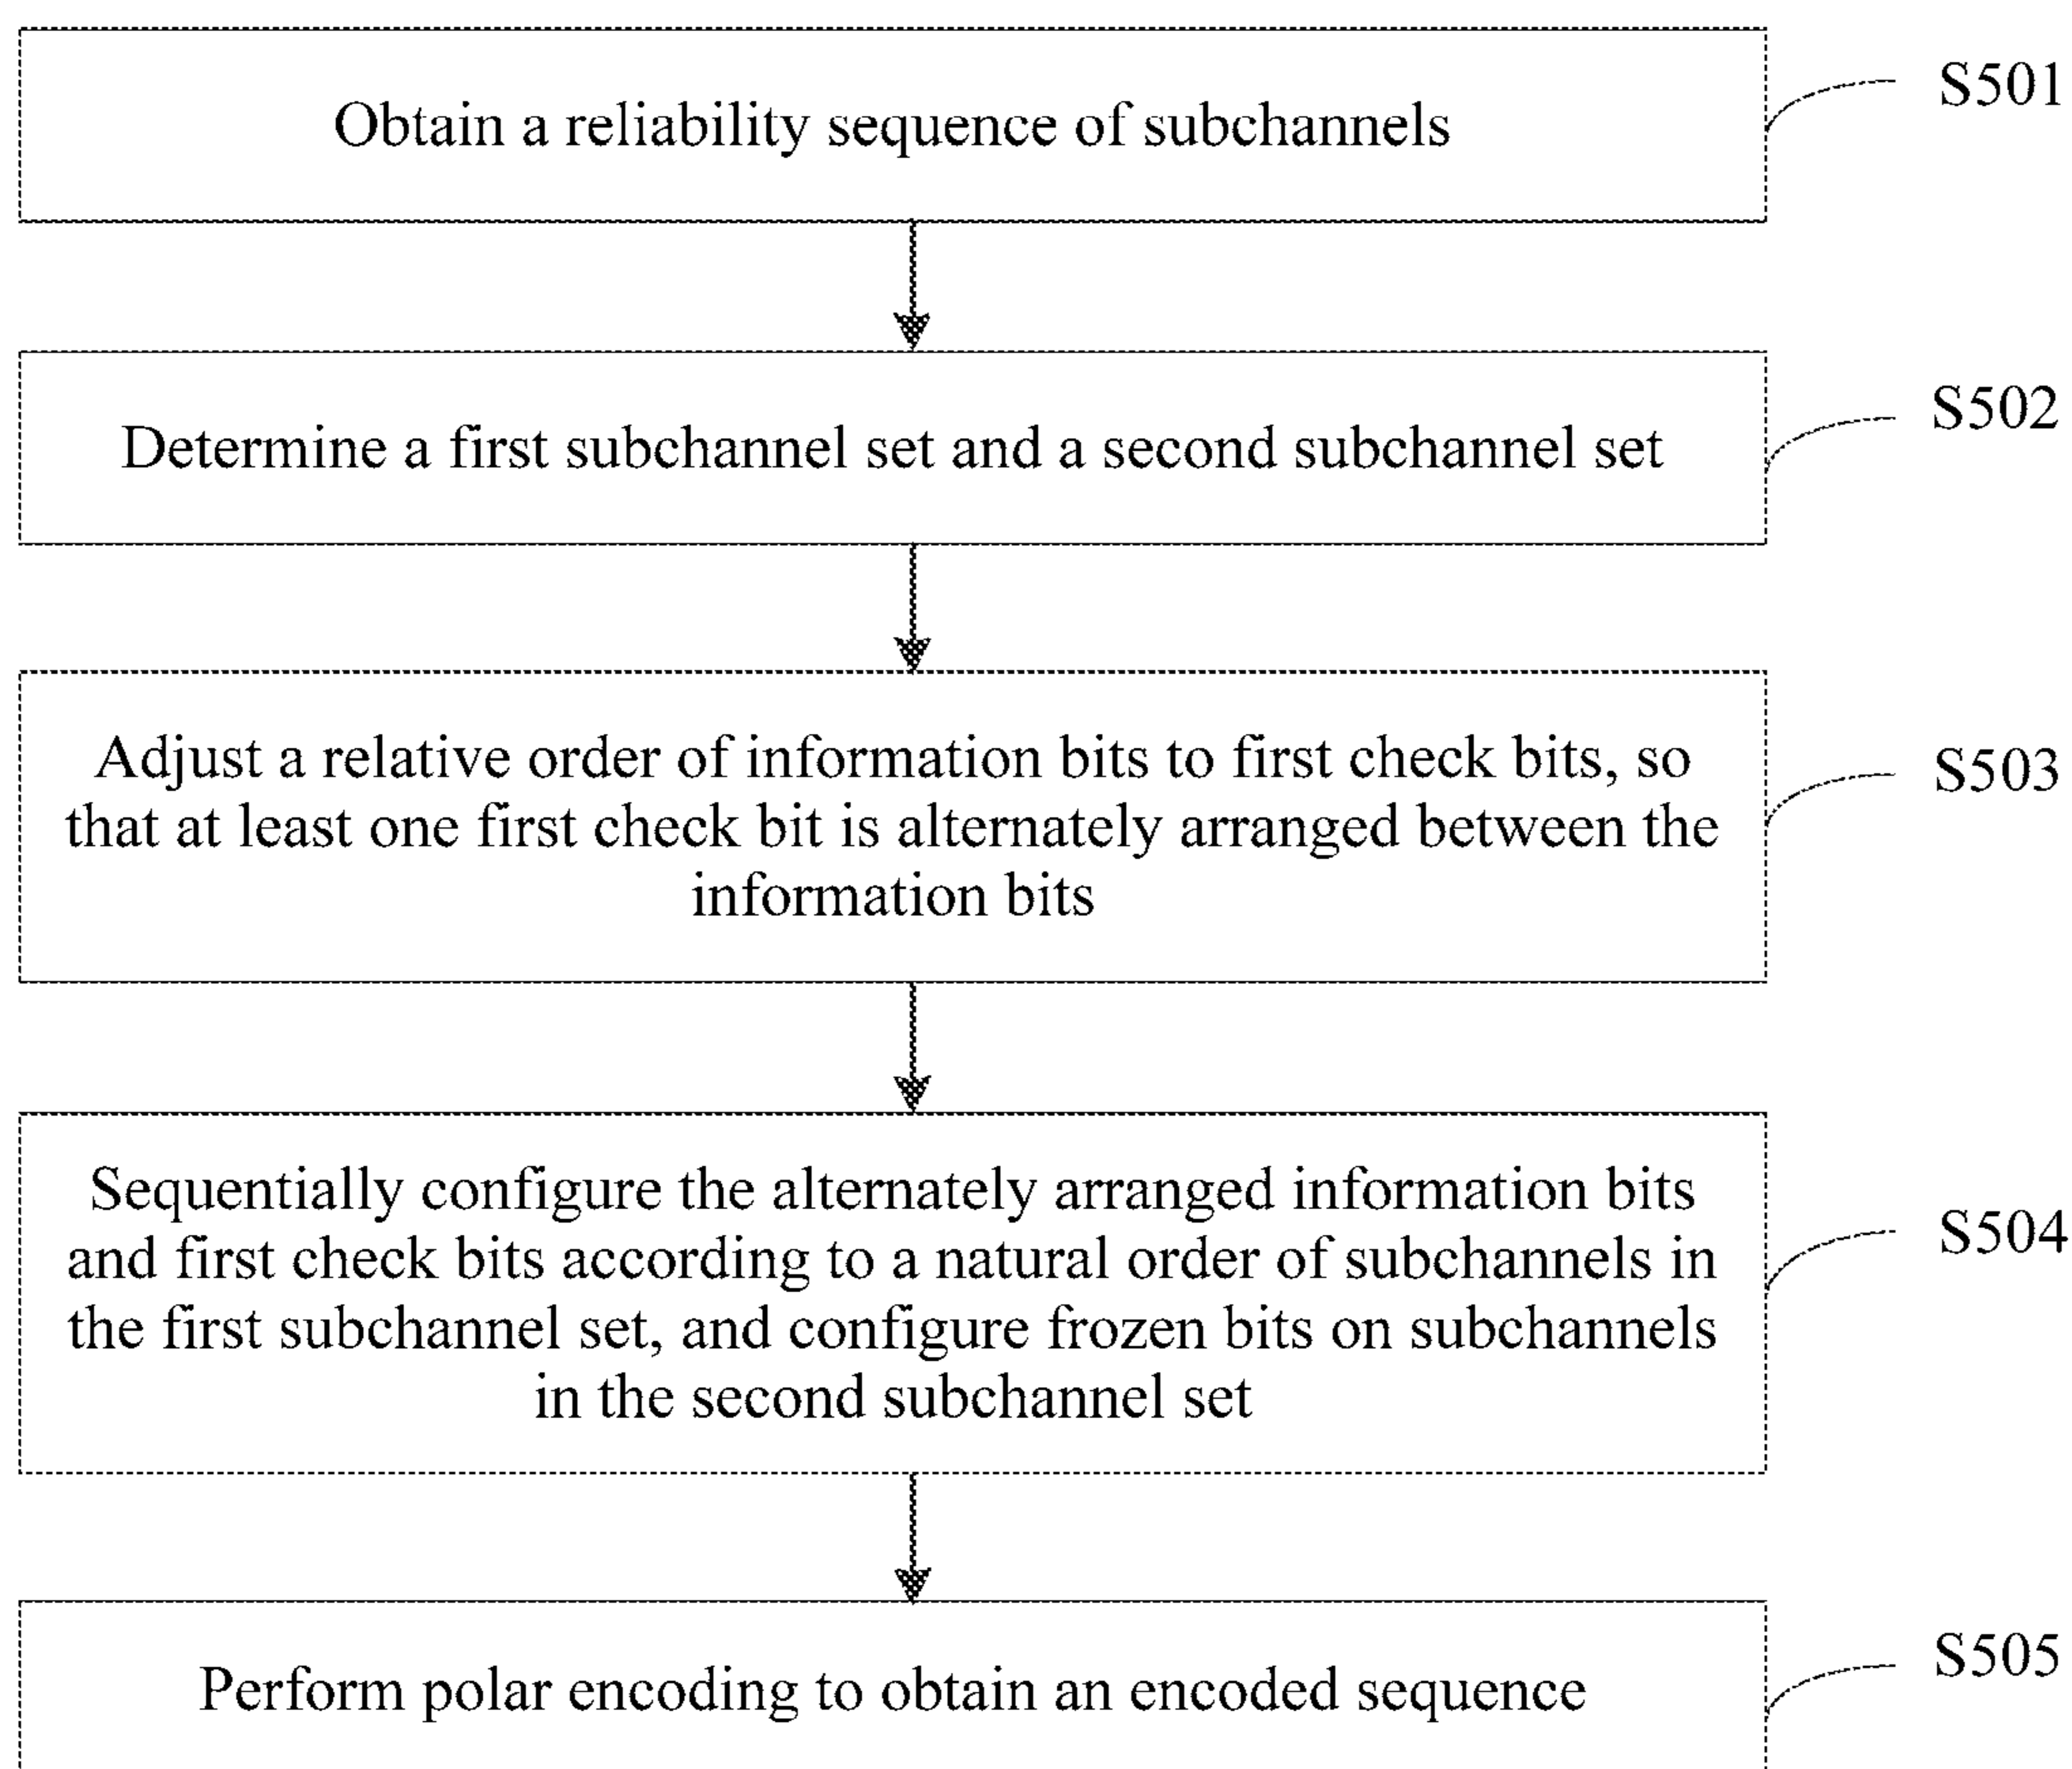 Obtain a reliability sequence of subchannels
S501
Determine a first subchannel set and a second subchannel set
S502
Adjust a relative order of information bits to first check bits, so
that at least one first check bit is alternately arranged between the
information bits
S503
Sequentially configure the alternately arranged information bits
and first check bits according to a natural order of subchannels in
the first subchannel set, and configure frozen bits on subchannels
in the second subchannel set
S504
Perform polar encoding to obtain an encoded sequence
S505